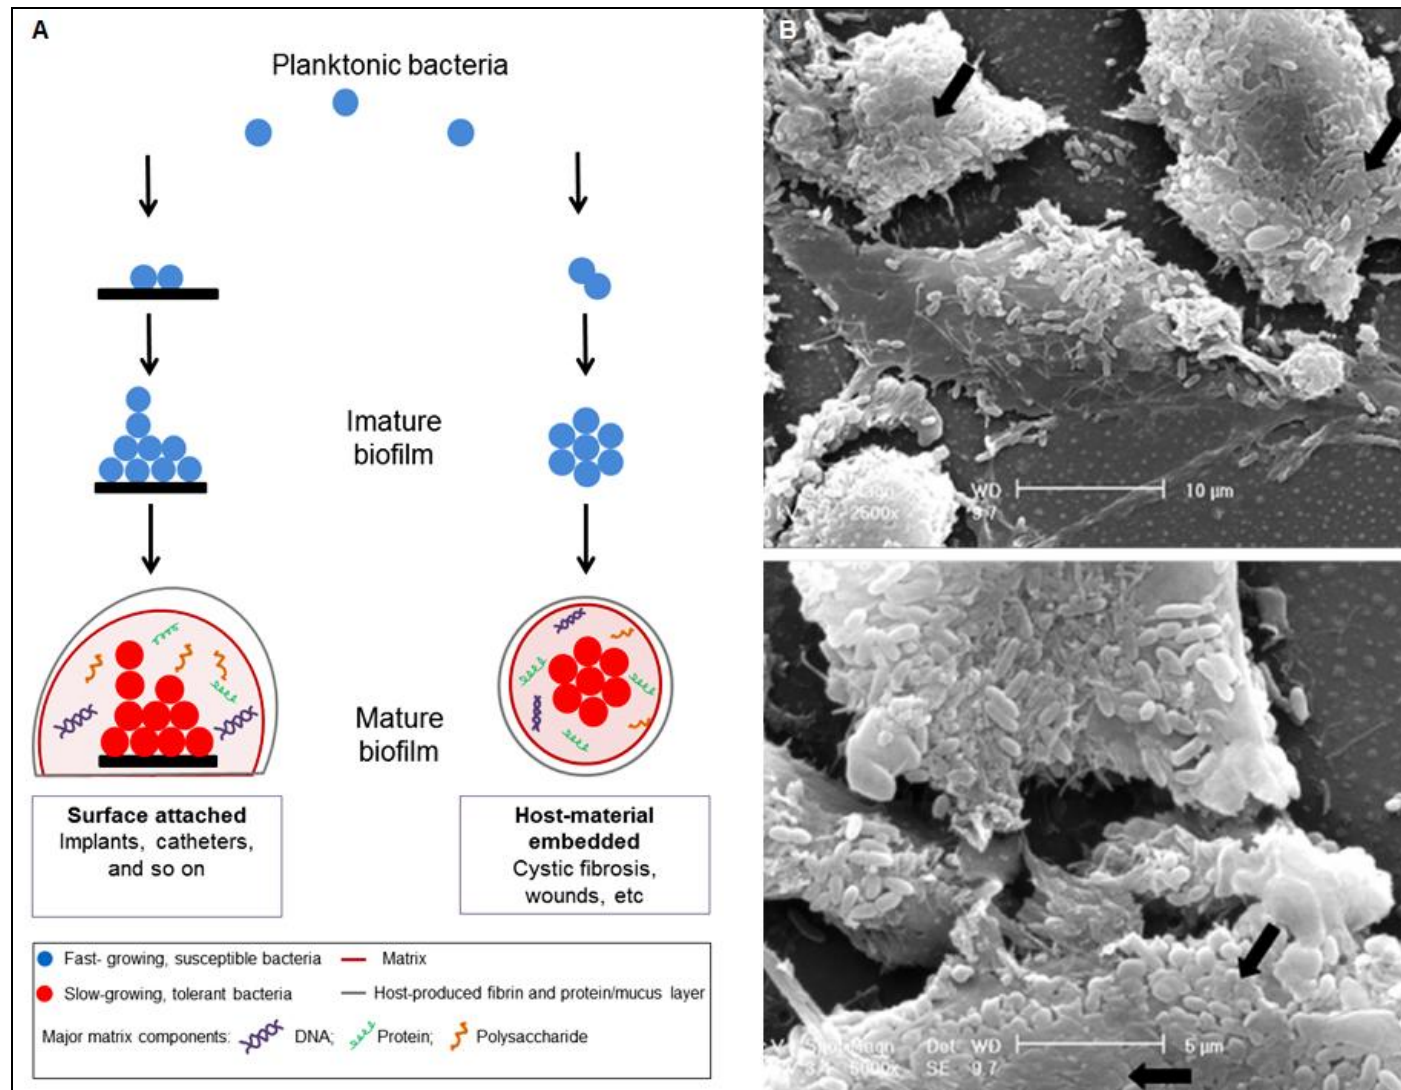 A
Planktonic bacteria
Imature
biofilm
Mature
biofilm
Surface attached
Implants, catheters,
and so on
Host-material
embedded
Cystic fibrosis,
wounds, etc
Fast- growing, susceptible bacteria
Matrix
Slow-growing, tolerant bacteria
Host-produced fibrin and protein/mucus layer
Major matrix components:
DNA;
Protein;
Polysaccharide
B
WD
10 µm
2500x
9.7
Det WD
5 µm
SE 9.7